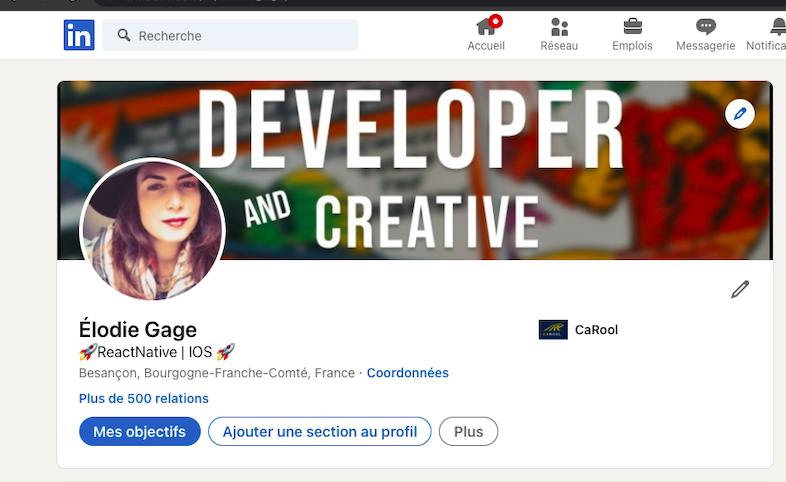 in
Recherche
Accueil
Réseau
Emplois
Messagerie
Notifica
DEVELOPER
AND
CREATIVE
Élodie Gage
CaRool
🚀ReactNative | IOS 🚀
Besançon, Bourgogne-Franche-Comté, France · Coordonnées
Plus de 500 relations
Mes objectifs
Ajouter une section au profil
Plus